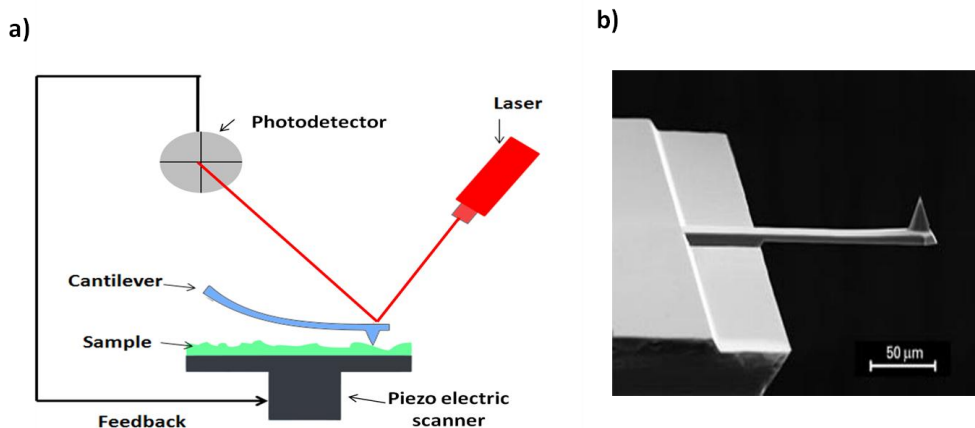 a)
b)
Laser
Photodetector
Cantilever
Sample
Piezo electric
scanner
Feedback
50 μm